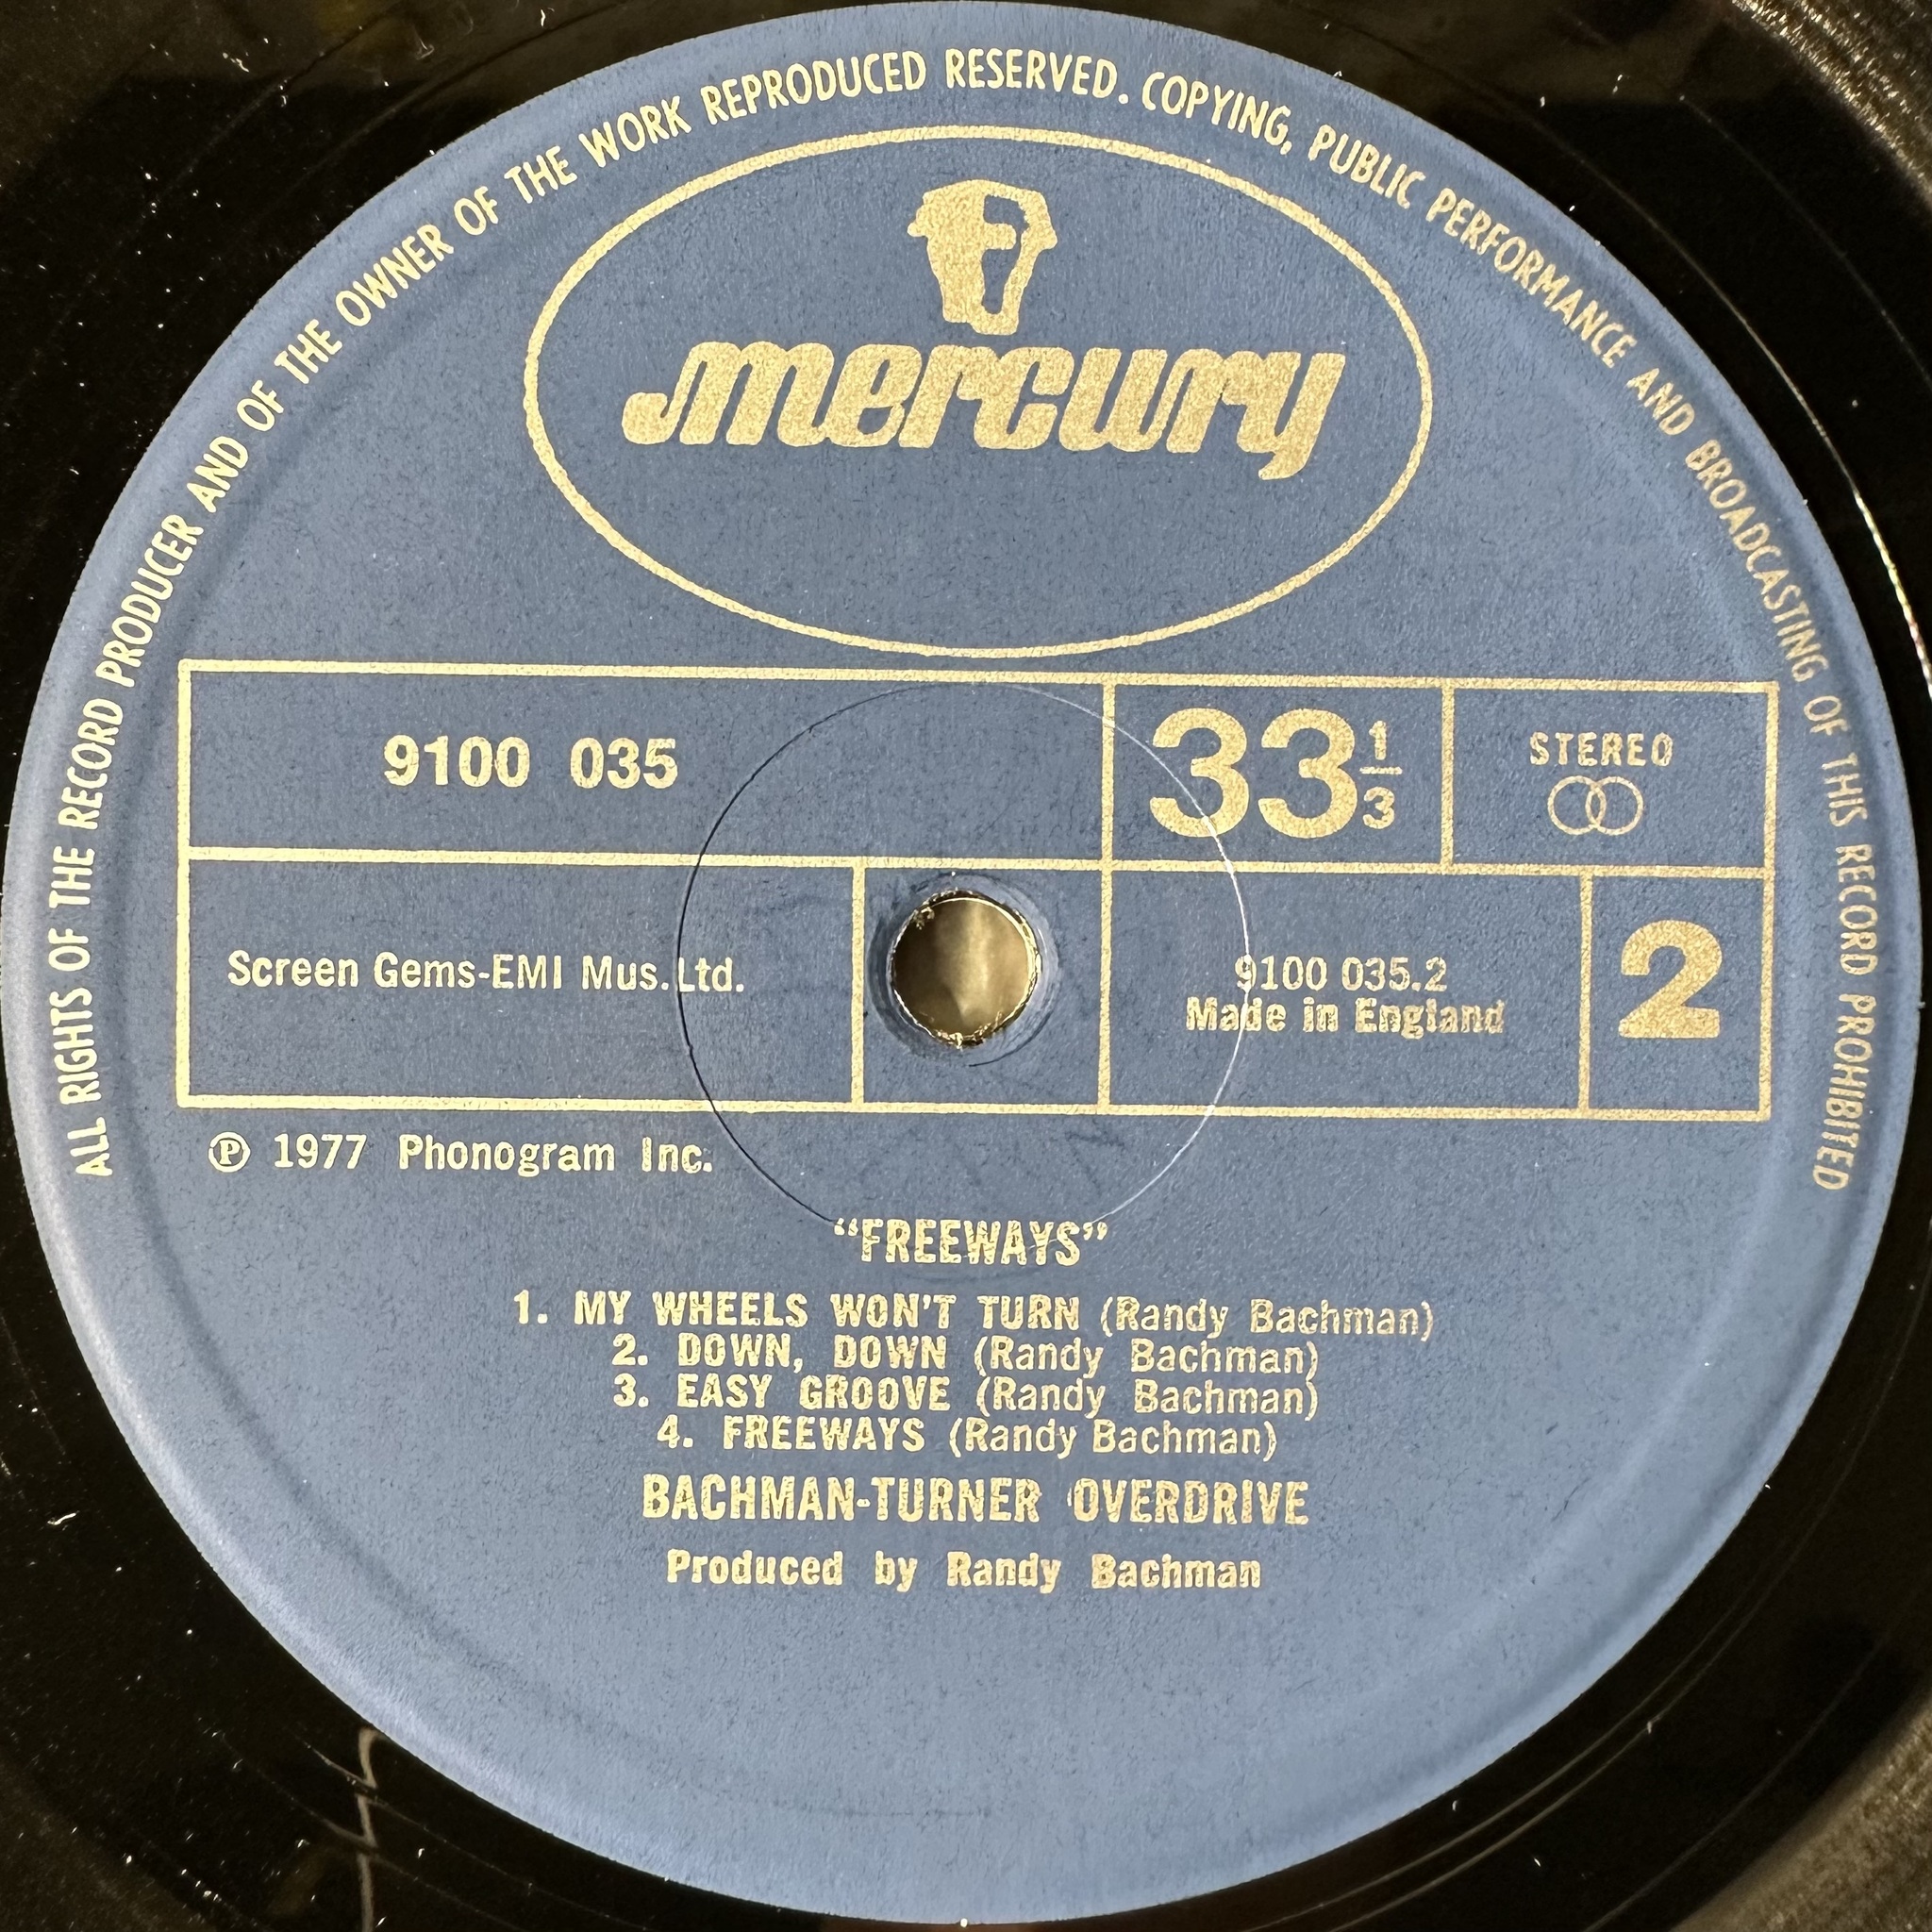 ALL RIGHTS OF THE RECORD PRODUCER AND OF THE OWNER OF THE WORK REPRODUCED RESERVED. COPYING, PUBLIC PERFORMANCE AND BROADCASTING OF THIS RECORD PROHIBITED
mercury
9100 035
33 1/3
STEREO
Screen Gems-EMI Mus. Ltd.
9100 035.2
Made in England
2
℗ 1977 Phonogram Inc.
“FREEWAYS”
1. MY WHEELS WON'T TURN (Randy Bachman)
2. DOWN, DOWN (Randy Bachman)
3. EASY GROOVE (Randy Bachman)
4. FREEWAYS (Randy Bachman)
BACHMAN-TURNER OVERDRIVE
Produced by Randy Bachman